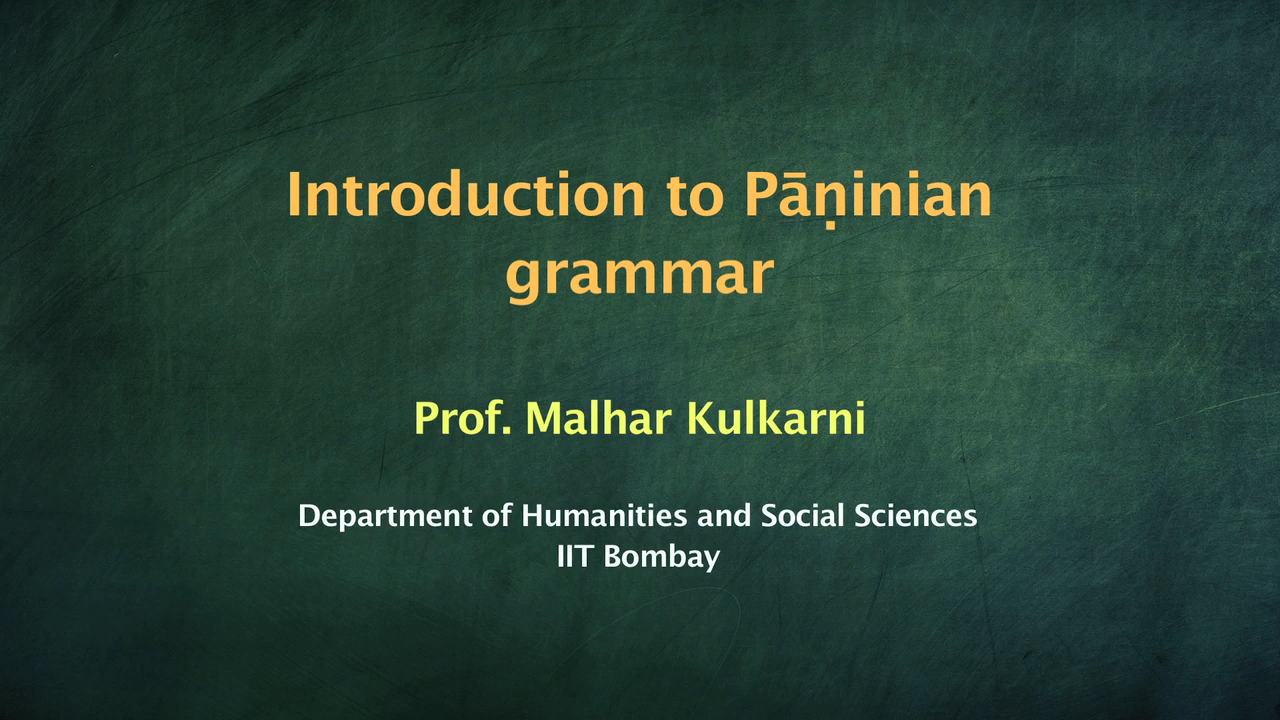 Introduction to Pāṇinian
grammar
Prof. Malhar Kulkarni
Department of Humanities and Social Sciences
IIT Bombay